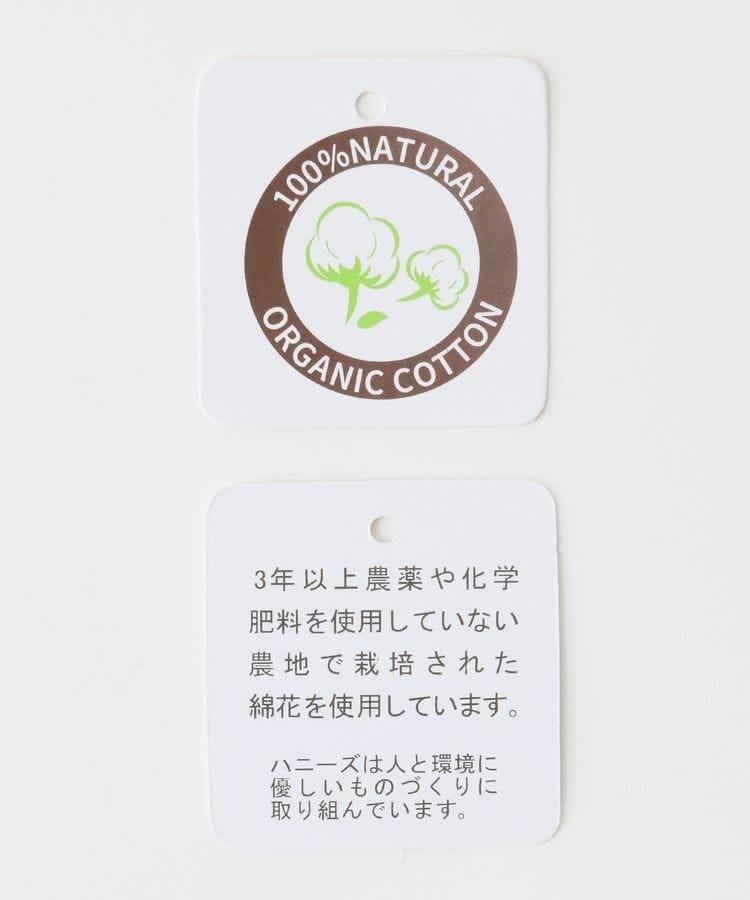 100%NATURAL
ORGANIC COTTON
3年以上農薬や化学
肥料を使用していない
農地で栽培された
綿花を使用しています。
ハニーズは人と環境に
優しいものづくりに
取り組んでいます。